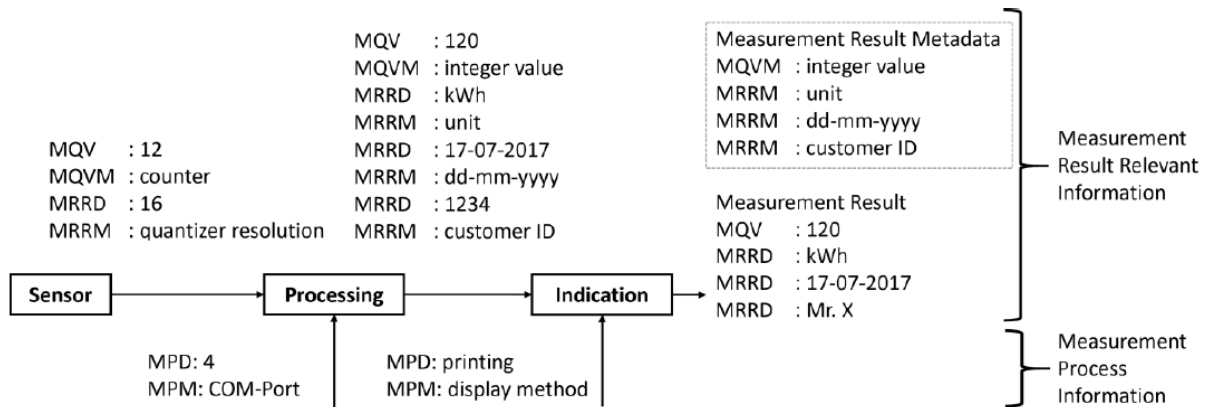 MQV : 120
MQVM : integer value
MRRD : kWh
MRRM : unit
MRRD : 17-07-2017
MRRM : dd-mm-yyyy
MRRD : 1234
MRRM : customer ID
MQV : 12
MQVM : counter
MRRD : 16
MRRM : quantizer resolution
Measurement Result Metadata
MQVM : integer value
MRRM : unit
MRRM : dd-mm-yyyy
MRRM : customer ID
Measurement Result
MQV : 120
MRRD : kWh
MRRD : 17-07-2017
MRRD : Mr. X
Measurement
Result Relevant
Information
Sensor
Processing
Indication
MPD: 4
MPM: COM-Port
MPD: printing
MPM: display method
Measurement
Process
Information